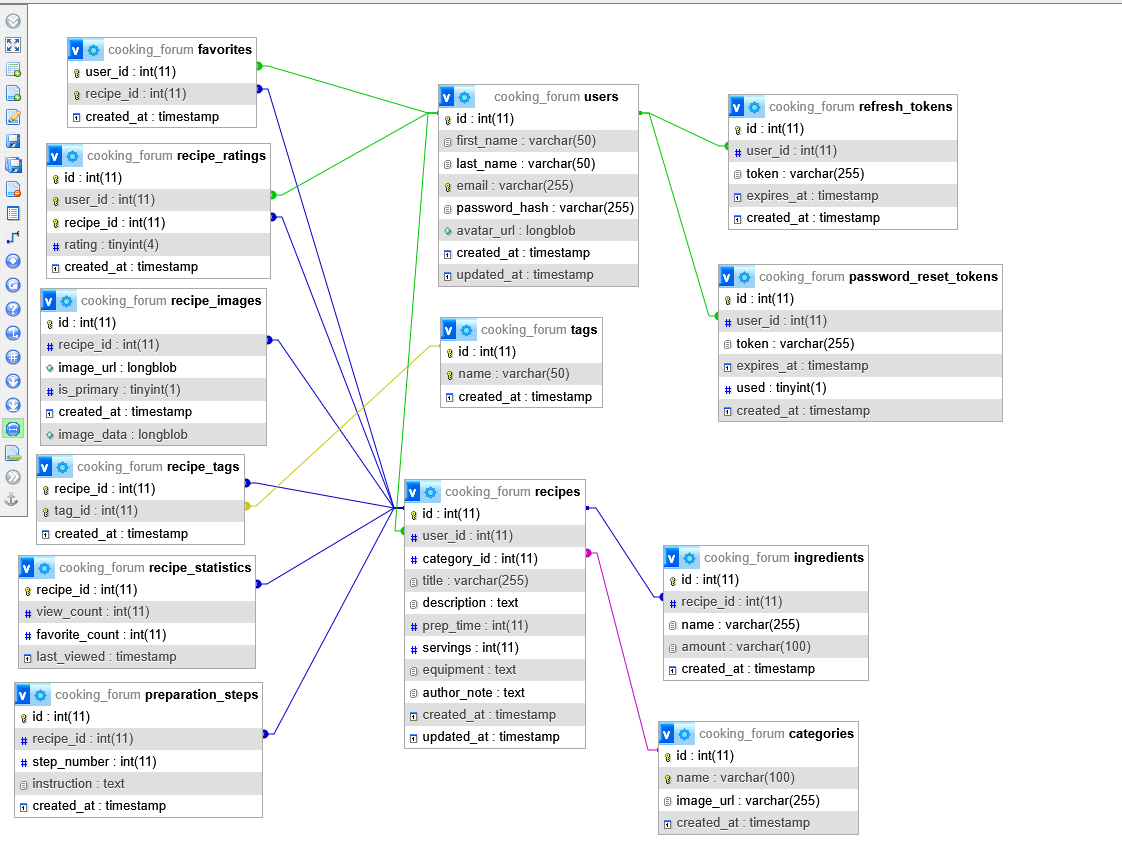 cooking_forum favorites
user_id : int(11)
recipe_id : int(11)
created_at : timestamp
cooking_forum recipe_ratings
id : int(11)
user_id : int(11)
recipe_id : int(11)
rating : tinyint(4)
created_at : timestamp
cooking_forum recipe_images
id : int(11)
recipe_id : int(11)
image_url : longblob
is_primary : tinyint(1)
created_at : timestamp
image_data : longblob
cooking_forum recipe_tags
recipe_id : int(11)
tag_id : int(11)
created_at : timestamp
cooking_forum recipe_statistics
recipe_id : int(11)
view_count : int(11)
favorite_count : int(11)
last_viewed : timestamp
cooking_forum preparation_steps
id : int(11)
recipe_id : int(11)
step_number : int(11)
instruction : text
created_at : timestamp
cooking_forum users
id : int(11)
first_name : varchar(50)
last_name : varchar(50)
email : varchar(255)
password_hash : varchar(255)
avatar_url : longblob
created_at : timestamp
updated_at : timestamp
cooking_forum tags
id : int(11)
name : varchar(50)
created_at : timestamp
cooking_forum recipes
id : int(11)
user_id : int(11)
category_id : int(11)
title : varchar(255)
description : text
prep_time : int(11)
servings : int(11)
equipment : text
author_note : text
created_at : timestamp
updated_at : timestamp
cooking_forum refresh_tokens
id : int(11)
user_id : int(11)
token : varchar(255)
expires_at : timestamp
created_at : timestamp
cooking_forum password_reset_tokens
id : int(11)
user_id : int(11)
token : varchar(255)
expires_at : timestamp
used : tinyint(1)
created_at : timestamp
cooking_forum ingredients
id : int(11)
recipe_id : int(11)
name : varchar(255)
amount : varchar(100)
created_at : timestamp
cooking_forum categories
id : int(11)
name : varchar(100)
image_url : varchar(255)
created_at : timestamp